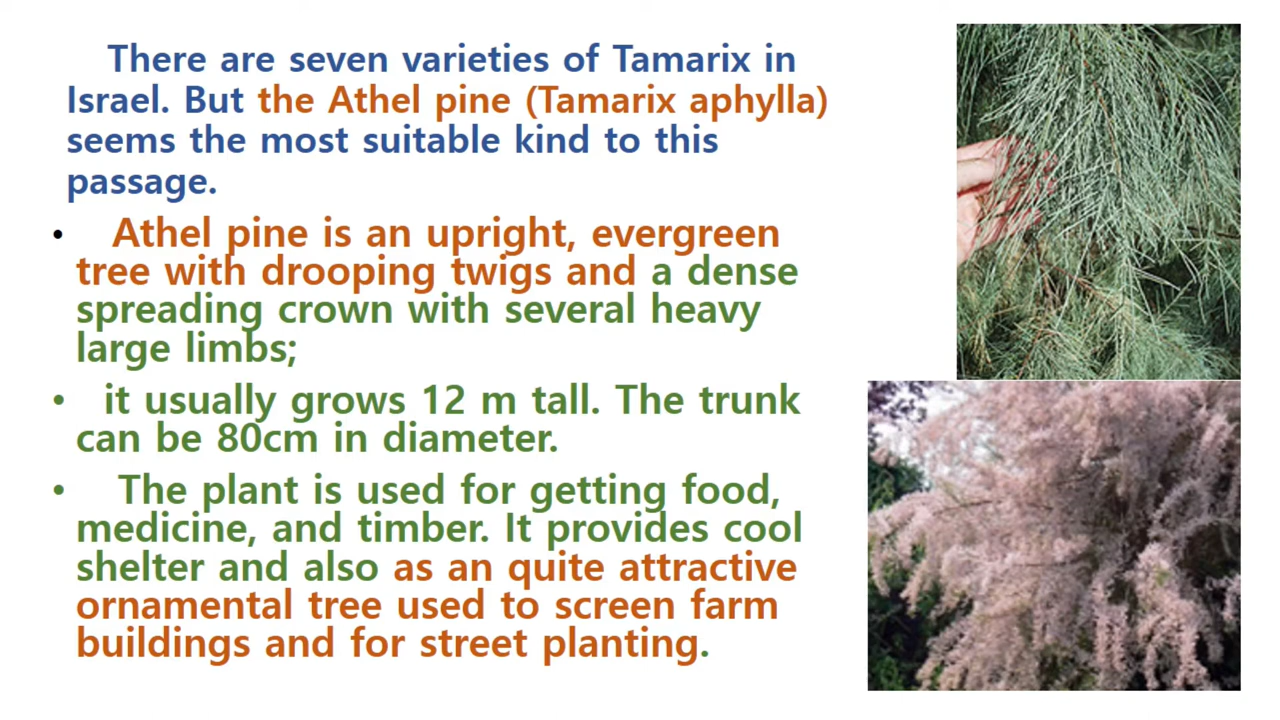 There are seven varieties of Tamarix in
Israel. But the Athel pine (Tamarix aphylla)
seems the most suitable kind to this
passage.
• Athel pine is an upright, evergreen
tree with drooping twigs and a dense
spreading crown with several heavy
large limbs;
• it usually grows 12 m tall. The trunk
can be 80cm in diameter.
• The plant is used for getting food,
medicine, and timber. It provides cool
shelter and also as an quite attractive
ornamental tree used to screen farm
buildings and for street planting.